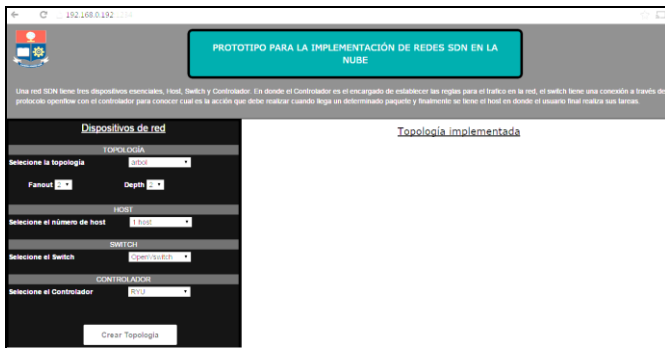 192.168.0.192
PROTOTIPO PARA LA IMPLEMENTACIÓN DE REDES SDN EN LA
NUBE
Una red SDN tiene tres dispositivos esenciales, Host, Switch y Controlador. En donde el Controlador es el encargado de establecer las reglas para el trafico en la red, el switch tiene una conexión a través de
protocolo openflow con el controlador para conocer cual es la acción que debe realizar cuando llega un determinado paquete y finalmente se tiene el host en donde el usuario final realiza sus tareas.
Dispositivos de red
Topología implementada
TOPOLOGÍA
Selecione la topología
árbol
Fanout 2 Depth 2
HOST
Selecione el número de host
1 host
SWITCH
Selecione el Switch
Openvswitch
CONTROLADOR
Selecione el Controlador
RYU
Crear Topología